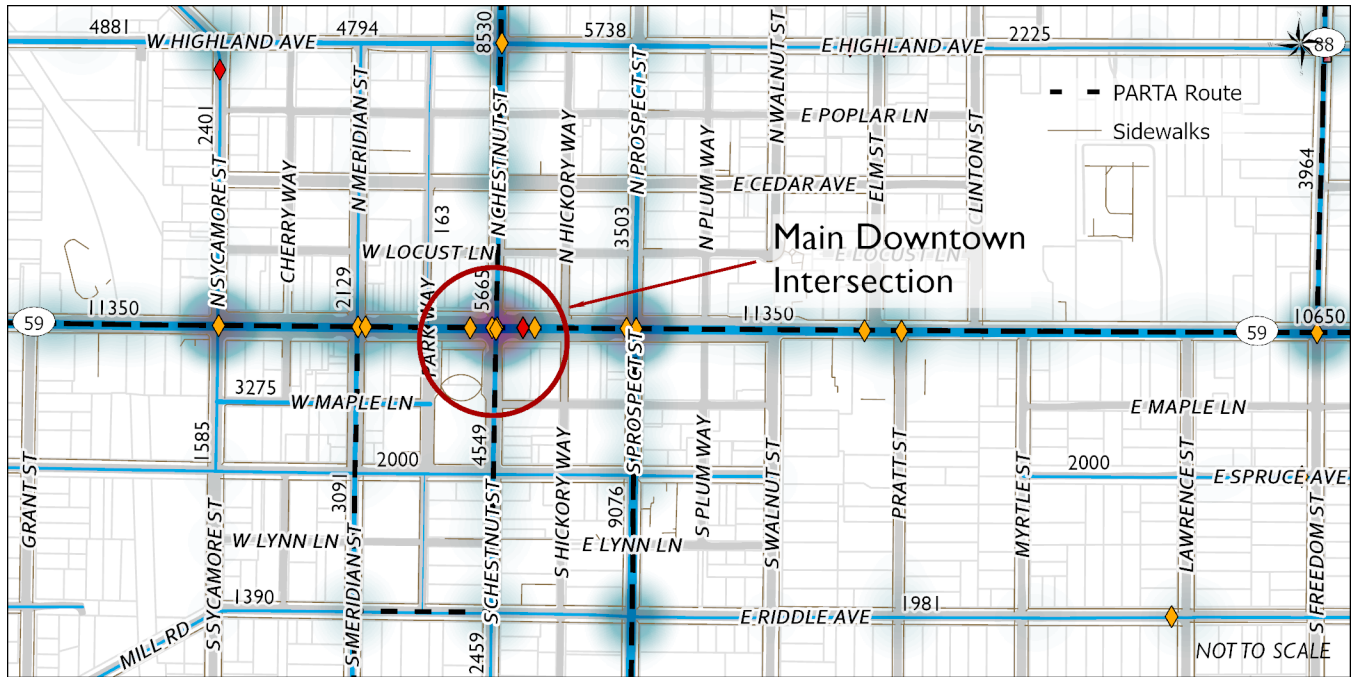 4881
W HIGHLAND AVE
4794
8530
5738
E HIGHLAND AVE
2225
88
PARTA Route
Sidewalks
2401
N SYCAMORE ST
CHERRY WAY
N MERIDIAN ST
163
N CHESTNUT ST
N HICKORY WAY
N PROSPECT ST
3503
N PLUM WAY
N WALNUT ST
E POPLAR LN
ELM ST
CLINTON ST
E CEDAR AVE
3964
W LOCUST LN
E LOCUST LN
Main Downtown
Intersection
2129
PARK WAY
5665
59
11350
11350
59
10650
3275
W MAPLE LN
E MAPLE LN
1585
4549
2000
2000
E SPRUCE AVE
GRANT ST
S SYCAMORE ST
3091
S MERIDIAN ST
S CHESTNUT ST
S HICKORY WAY
S PROSPECT ST
9076
S PLUM WAY
S WALNUT ST
PRATT ST
MYRTLE ST
LAWRENCE ST
S FREEDOM ST
W LYNN LN
E LYNN LN
1390
MILL RD
2459
E RIDDLE AVE
1981
NOT TO SCALE